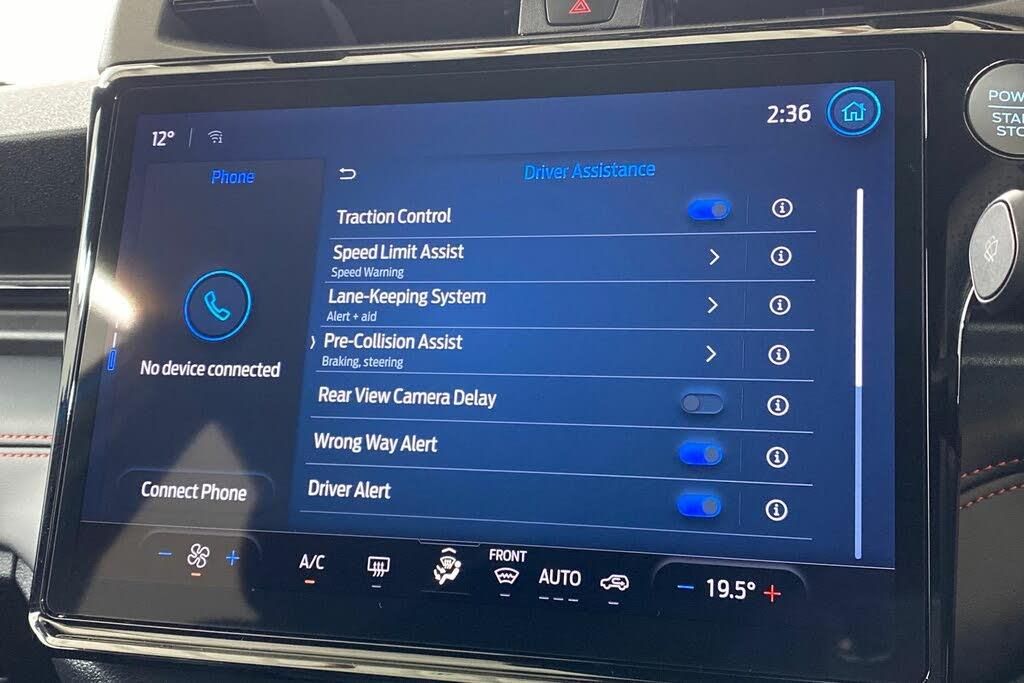 12°
2:36
POW
STA
STO
Phone
Driver Assistance
Traction Control
Speed Limit Assist
Speed Warning
Lane-Keeping System
Alert + aid
Pre-Collision Assist
Braking, steering
Rear View Camera Delay
Wrong Way Alert
Driver Alert
No device connected
Connect Phone
A/C
FRONT
AUTO
19.5°